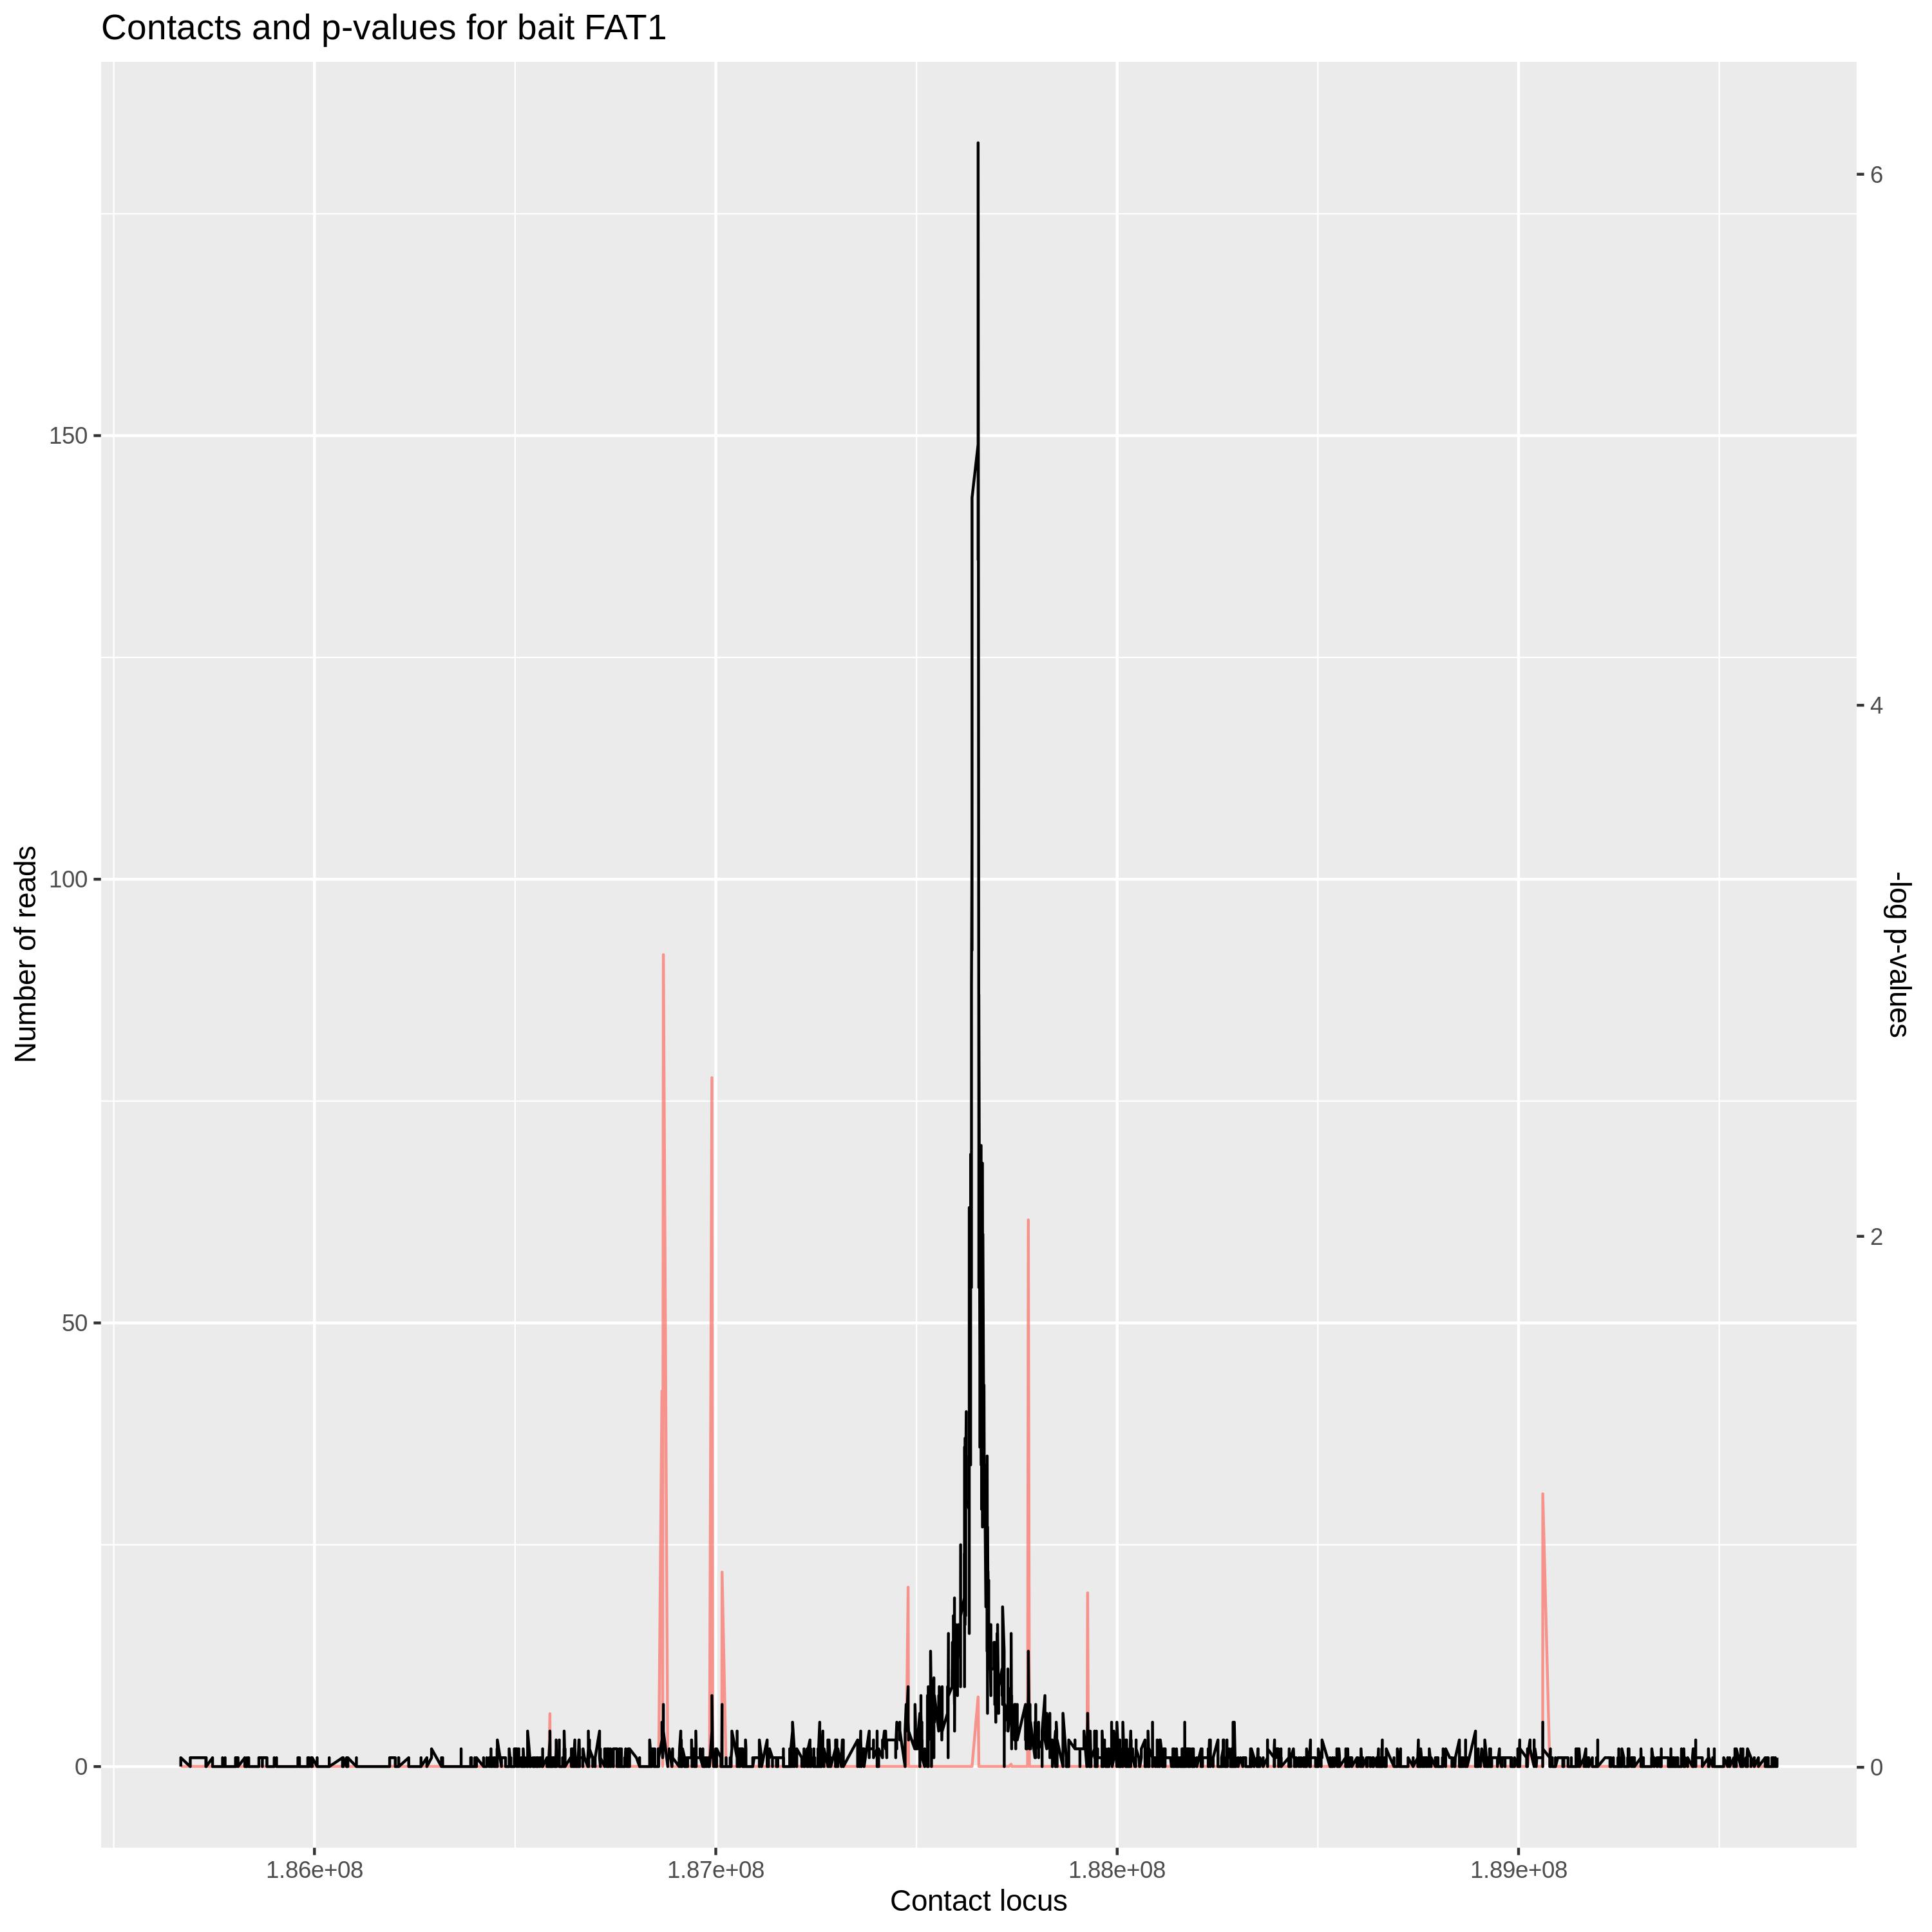 Contacts and p-values for bait FAT1
150
100
50
0
Number of reads
6
4
2
0
-log p-values
1.86e+08 1.87e+08 1.88e+08 1.89e+08
Contact locus